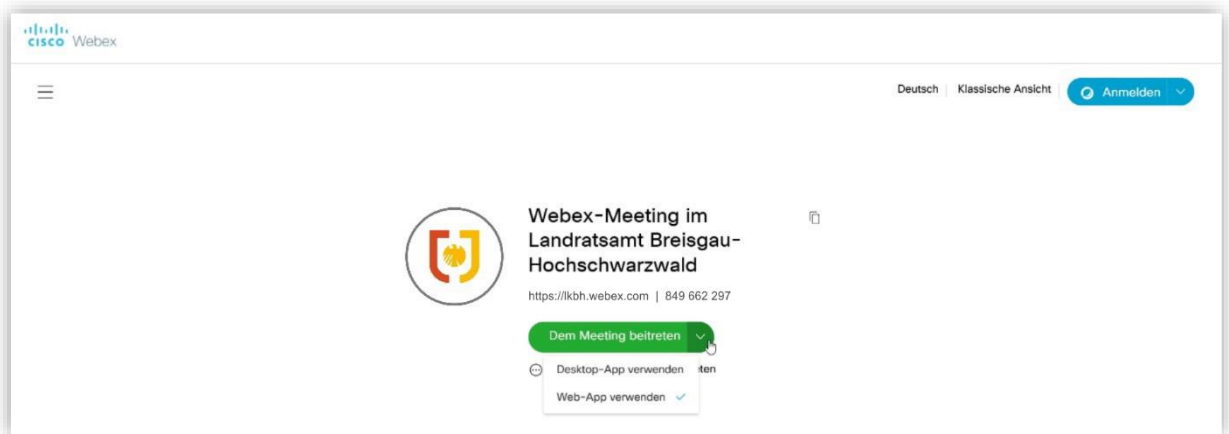 CISCO Webex
Deutsch Klassische Ansicht Anmelden
Webex-Meeting im
Landratsamt Breisgau-
Hochschwarzwald
https://lkbh.webex.com | 849 662 297
Dem Meeting beitreten
Desktop-App verwenden
Web-App verwenden